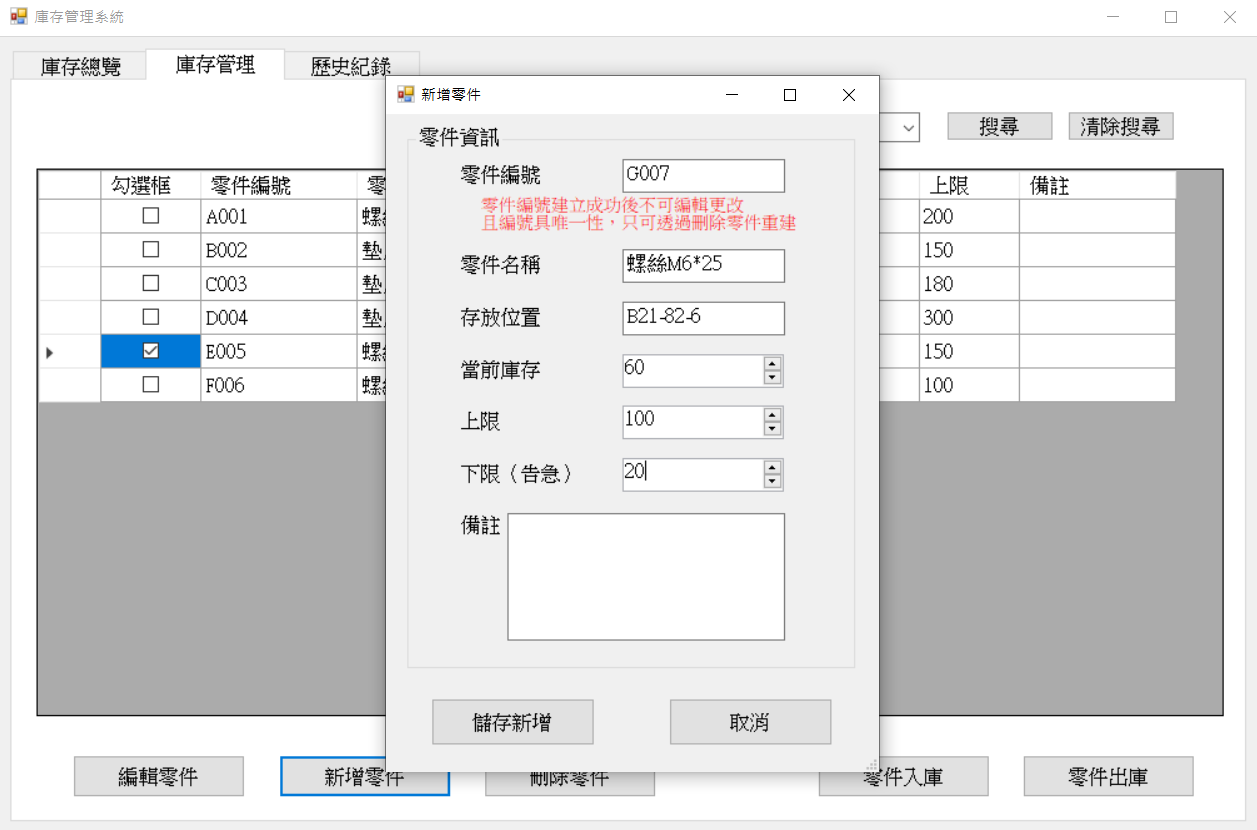 庫存管理系統
庫存總覽 庫存管理 歷史紀錄
新增零件
搜尋 清除搜尋
零件資訊
勾選框 零件編號 上限 備註
A001 200
B002 150
C003 180
D004 300
E005 150
F006 100
零件編號 G007
零件編號建立成功後不可編輯更改
且編號具唯一性，只可透過刪除零件重建
零件名稱 螺絲M6*25
存放位置 B21-82-6
當前庫存 60
上限 100
下限（告急） 20
備註
儲存新增 取消
編輯零件 新增零件 刪除零件 零件入庫 零件出庫